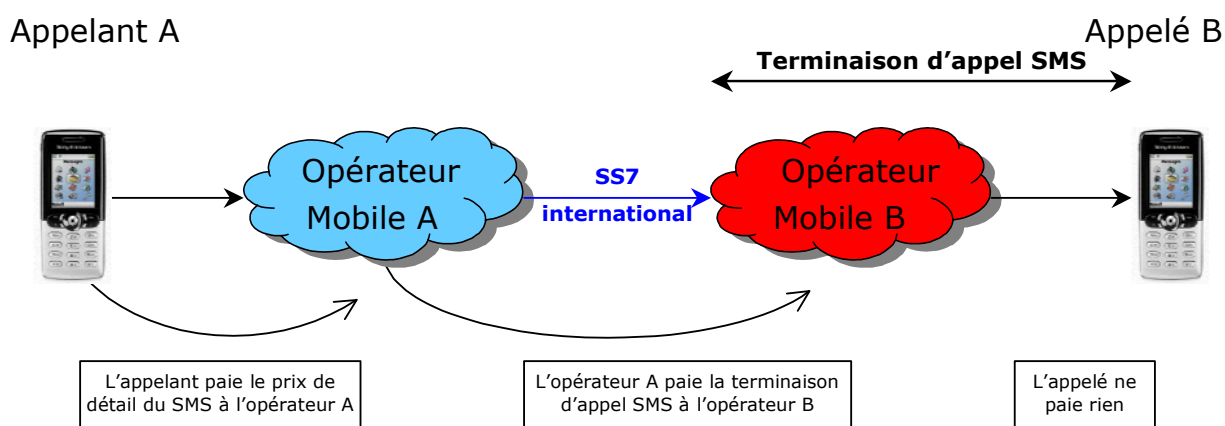 Appelant A
Appelé B
Terminaison d'appel SMS
Opérateur
Mobile A
SS7
international
Opérateur
Mobile B
L'appelant paie le prix de
détail du SMS à l'opérateur A
L'opérateur A paie la terminaison
d'appel SMS à l'opérateur B
L'appelé ne
paie rien